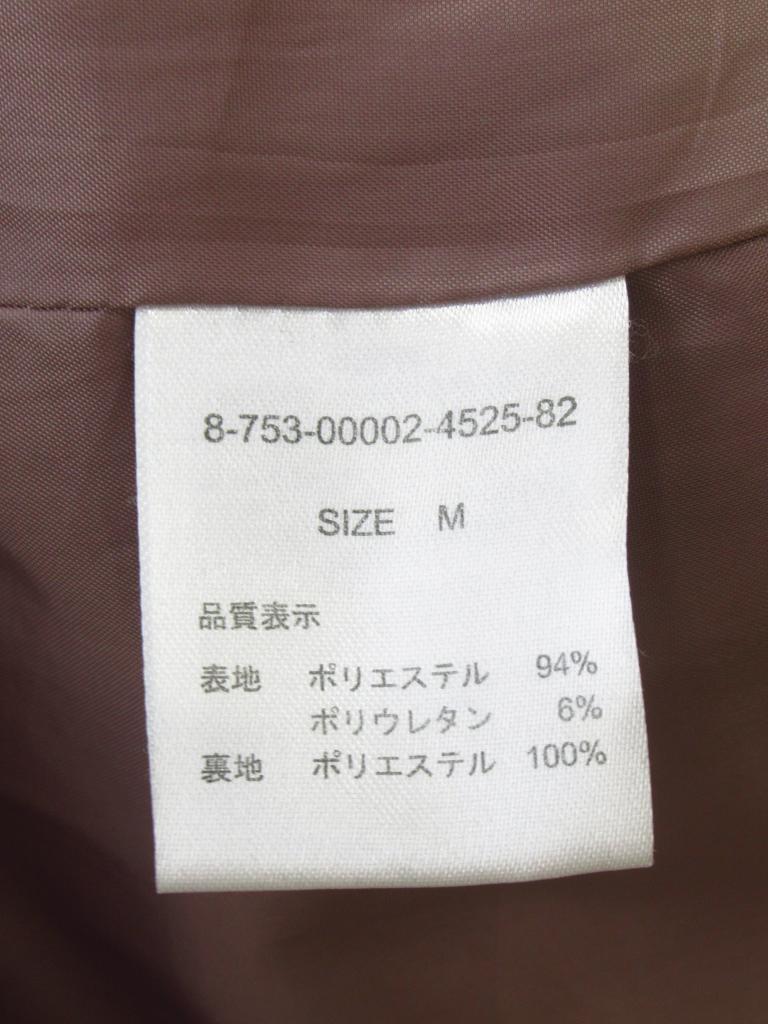 8-753-00002-4525-82
SIZE M
品質表示
表地 ポリエステル 94%
ポリウレタン 6%
裏地 ポリエステル 100%